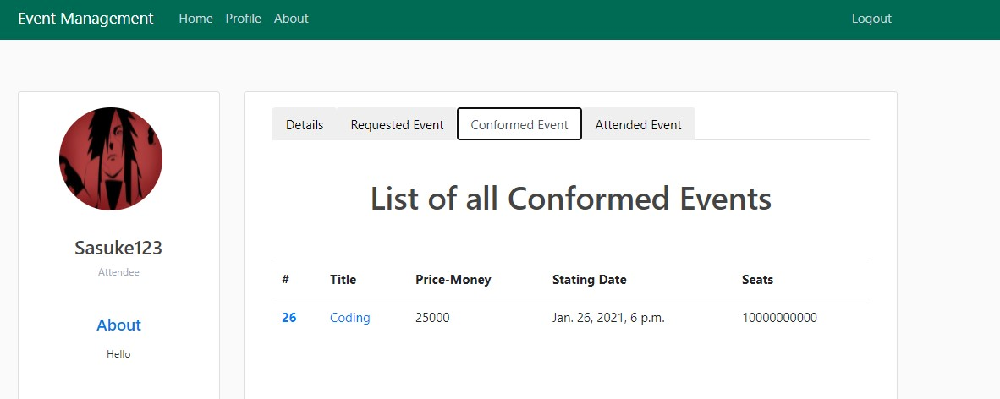 Event Management Home Profile About Logout
Sasuke123
Attendee
About
Hello
Details Requested Event Conformed Event Attended Event
List of all Conformed Events
# Title Price-Money Stating Date Seats
26 Coding 25000 Jan. 26, 2021, 6 p.m. 10000000000